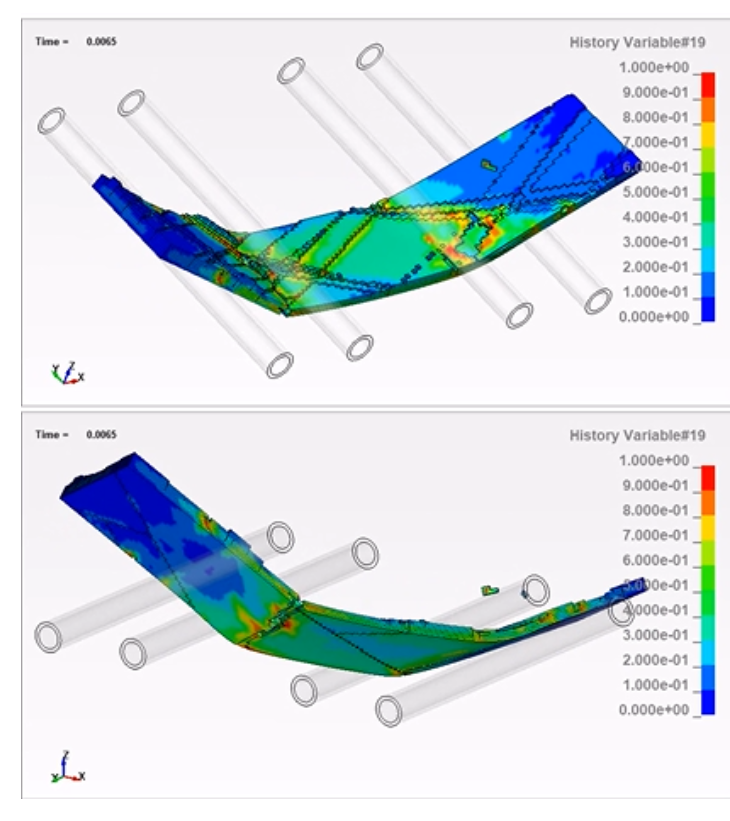 Time = 0.0065
History Variable#19
1.000e+00
9.000e-01
8.000e-01
7.000e-01
6.000e-01
5.000e-01
4.000e-01
3.000e-01
2.000e-01
1.000e-01
0.000e+00
Y Z X
Time = 0.0065
History Variable#19
1.000e+00
9.000e-01
8.000e-01
7.000e-01
6.000e-01
5.000e-01
4.000e-01
3.000e-01
2.000e-01
1.000e-01
0.000e+00
Z
Y X